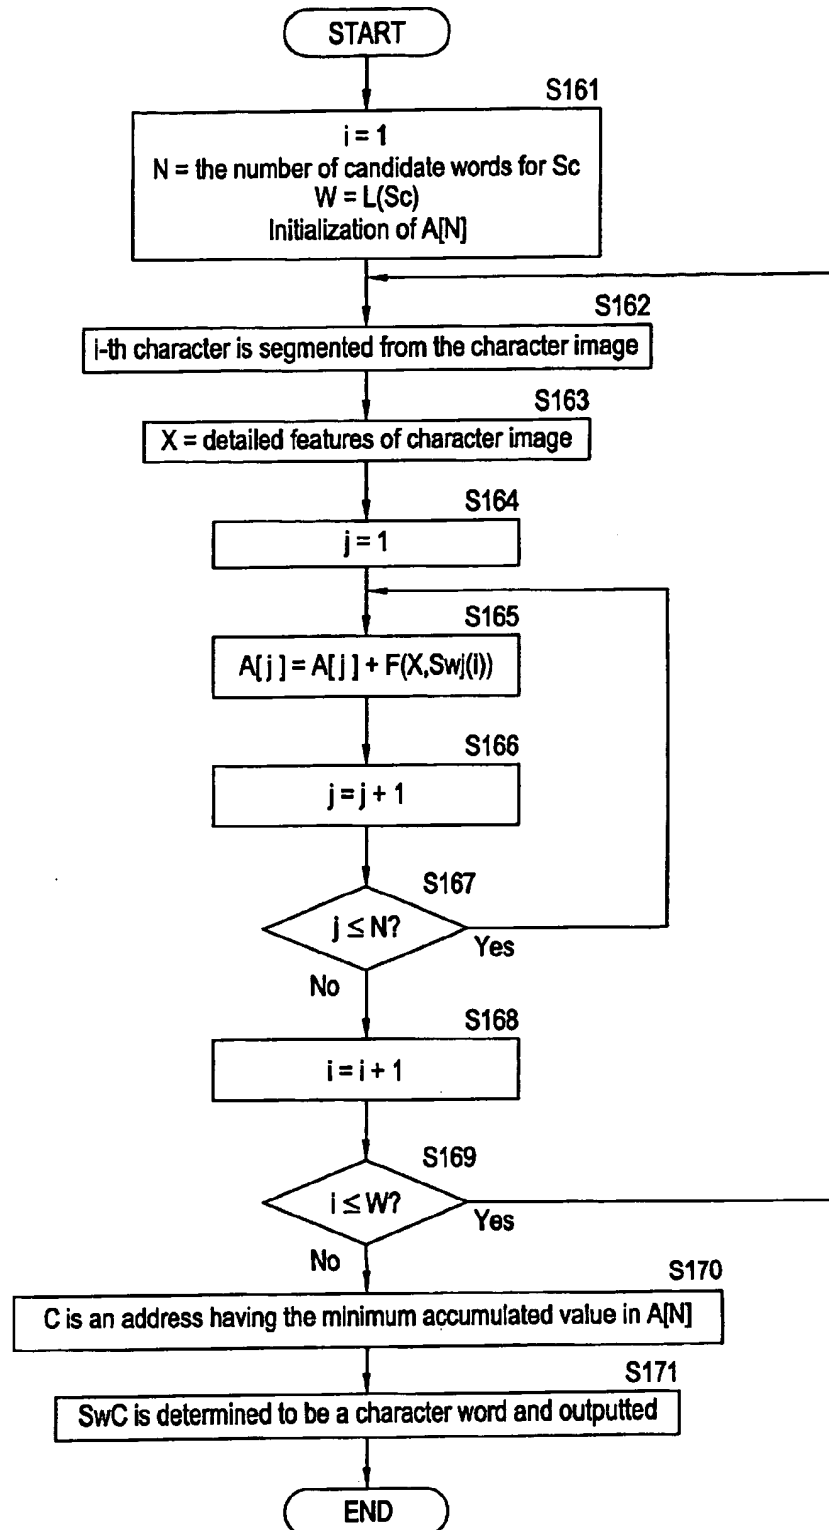 START
S161
i = 1
N = the number of candidate words for Sc
W = L(Sc)
Initialization of A[N]
S162
i-th character is segmented from the character image
S163
X = detailed features of character image
S164
j = 1
S165
A[ j ] = A[ j ] + F(X,Swj(i))
S166
j = j + 1
S167
j ≤ N?
Yes
No
S168
i = i + 1
S169
i ≤ W?
Yes
No
S170
C is an address having the minimum accumulated value in A[N]
S171
SwC is determined to be a character word and outputted
END